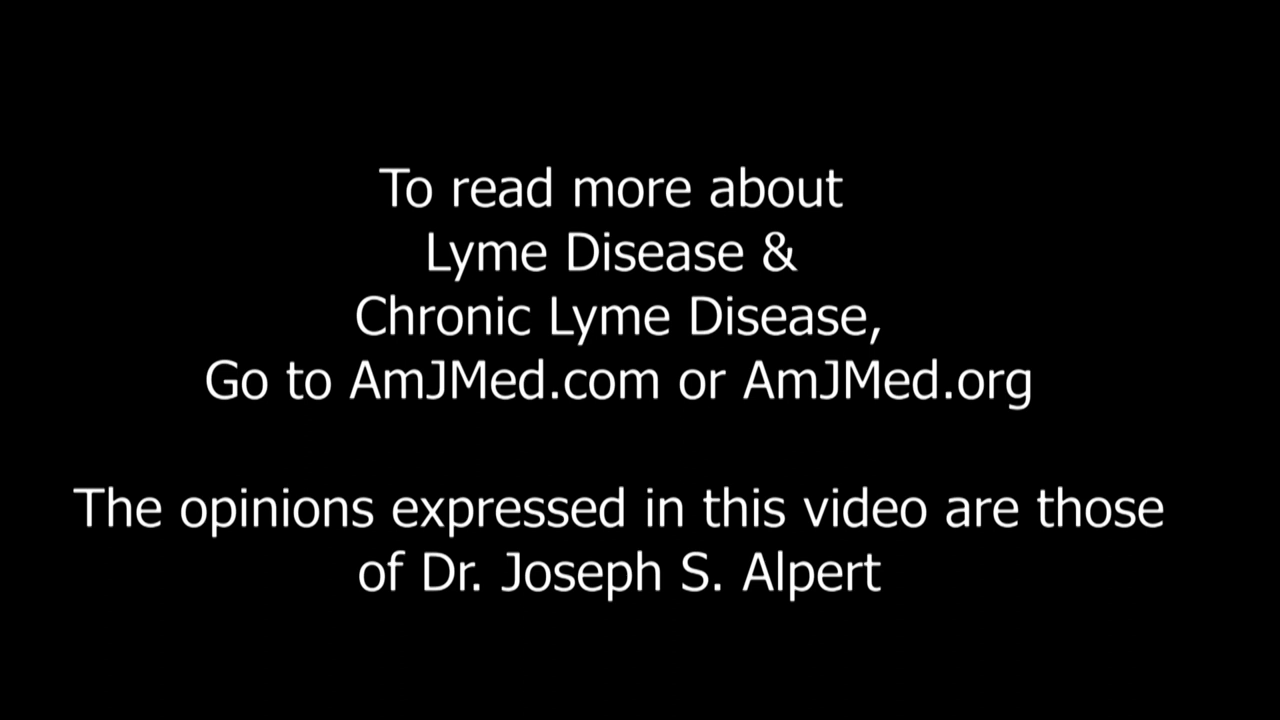 To read more about
Lyme Disease &
Chronic Lyme Disease,
Go to AmJMed.com or AmJMed.org
The opinions expressed in this video are those
of Dr. Joseph S. Alpert